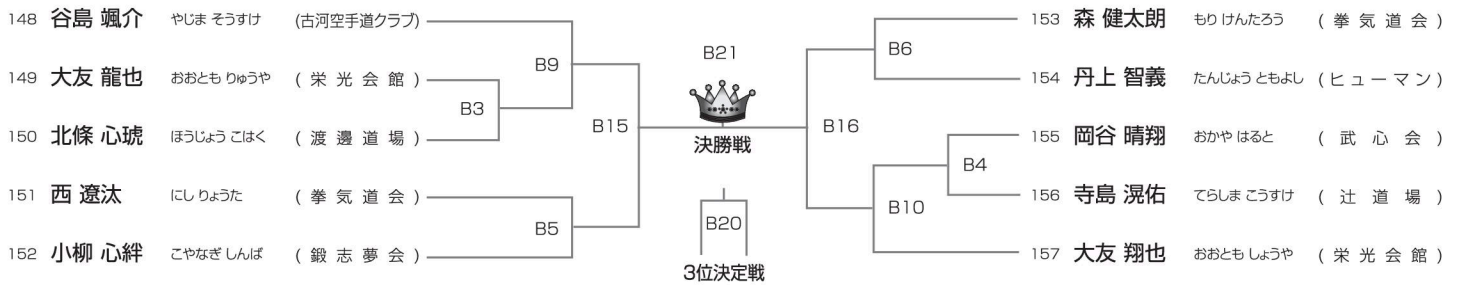 148 谷島 颯介 やじま そうすけ (古河空手道クラブ)
149 大友 龍也 おおとも りゅうや (栄光会館)
150 北條 心琥 ほうじょう こはく (渡邊道場)
151 西 遼汰 にし りょうた (拳気道会)
152 小柳 心絆 こやなぎ しんば (鍛志夢会)
B9
B3
B15
B5
B21
決勝戦
B20
3位決定戦
B6
B16
B4
B10
153 森 健太朗 もり けんたろう (拳気道会)
154 丹上 智義 たんじょう ともよし (ヒューマン)
155 岡谷 晴翔 おかや はると (武心会)
156 寺島 滉佑 てらしま こうすけ (辻道場)
157 大友 翔也 おおとも しょうや (栄光会館)